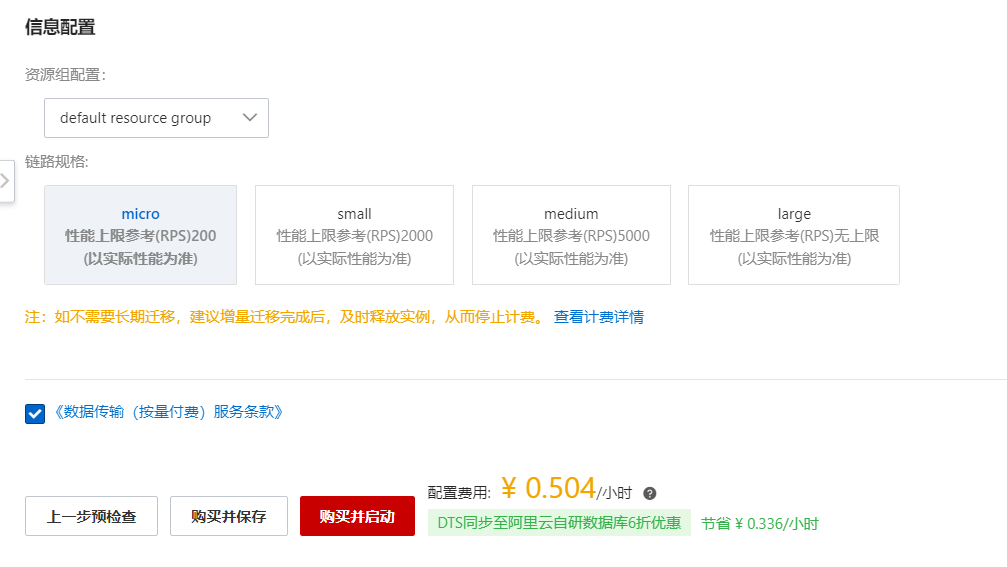 信息配置
资源组配置:
default resource group
链路规格:
micro
性能上限参考(RPS)200
(以实际性能为准)
small
性能上限参考(RPS)2000
(以实际性能为准)
medium
性能上限参考(RPS)5000
(以实际性能为准)
large
性能上限参考(RPS)无上限
(以实际性能为准)
注：如不需要长期迁移，建议增量迁移完成后，及时释放实例，从而停止计费。 查看计费详情
《数据传输（按量付费）服务条款》
上一步预检查
购买并保存
购买并启动
配置费用: ¥ 0.504/小时
DTS同步至阿里云自研数据库6折优惠
节省 ¥ 0.336/小时